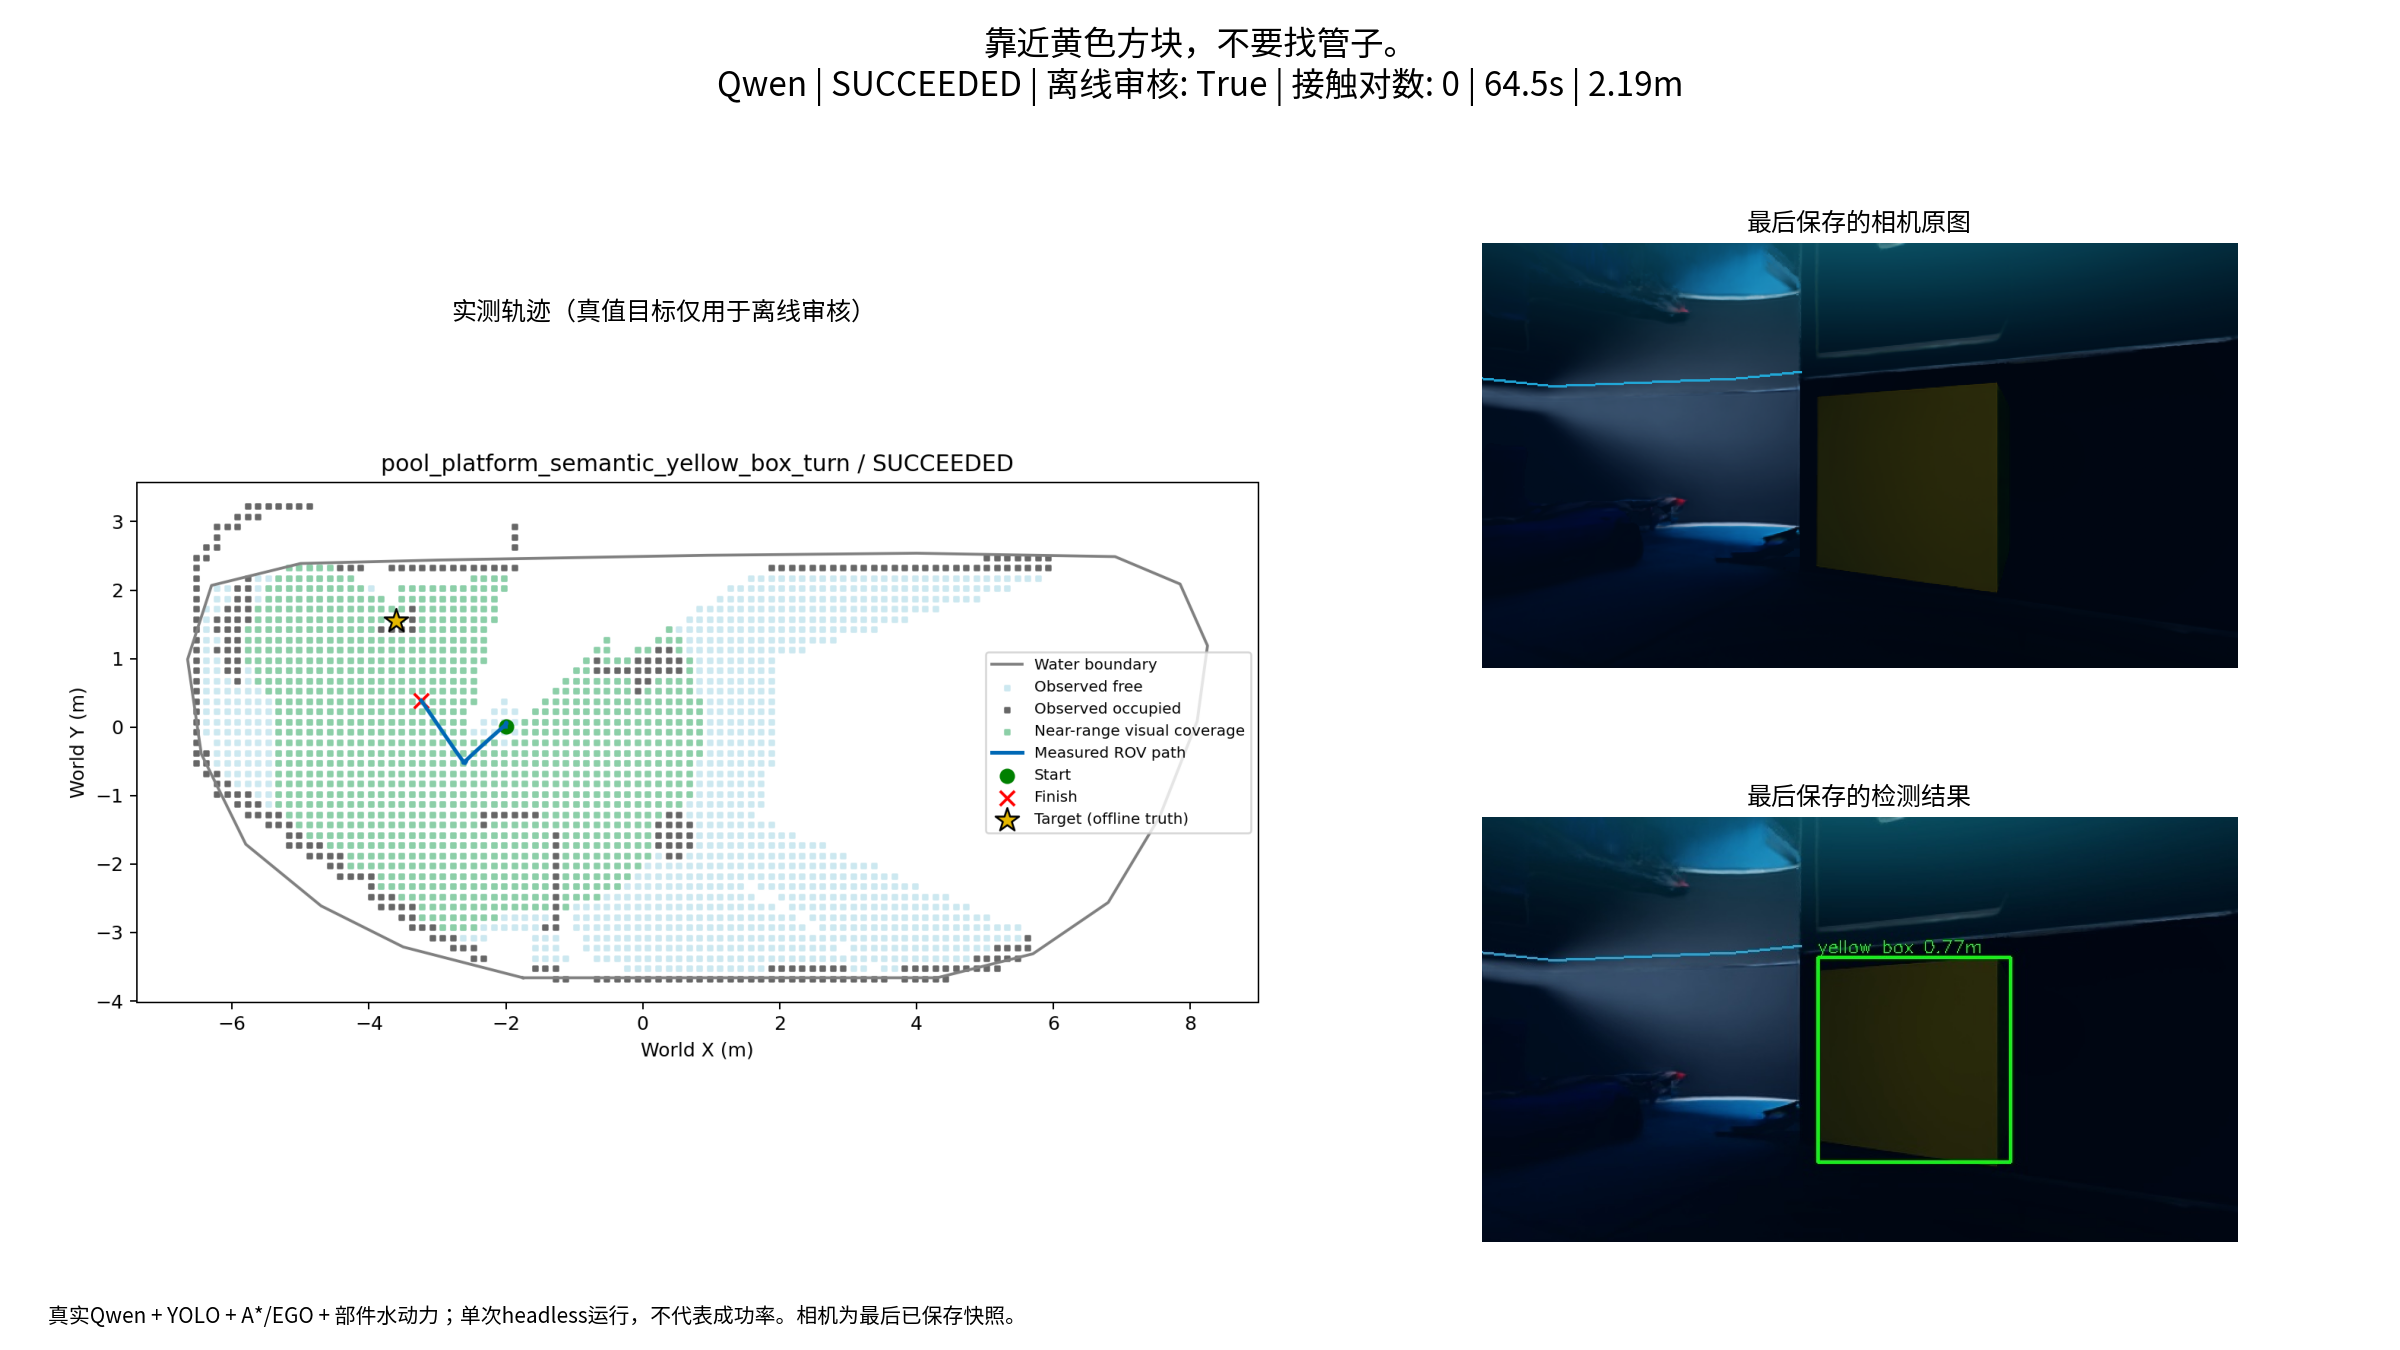 靠近黄色方块，不要找管子。
Qwen | SUCCEEDED | 离线审核: True | 接触对数: 0 | 64.5s | 2.19m
实测轨迹（真值目标仅用于离线审核）
pool_platform_semantic_yellow_box_turn / SUCCEEDED
World Y (m)
3
2
1
0
−1
−2
−3
−4
−6
−4
−2
0
2
4
6
8
World X (m)
Water boundary
Observed free
Observed occupied
Near-range visual coverage
Measured ROV path
Start
Finish
Target (offline truth)
最后保存的相机原图
最后保存的检测结果
yellow box 0.77m
真实Qwen + YOLO + A*/EGO + 部件水动力；单次headless运行，不代表成功率。相机为最后已保存快照。